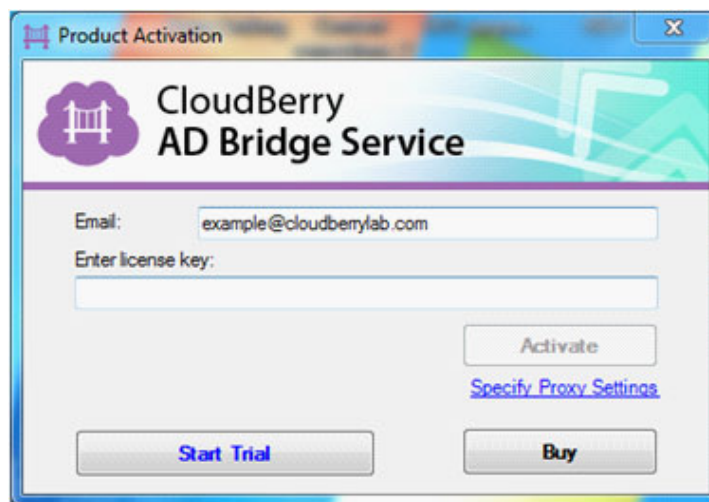 Product Activation
CloudBerry
AD Bridge Service
Email:
example@cloudberrylab.com
Enter license key:
Activate
Specify Proxy Settings
Start Trial
Buy